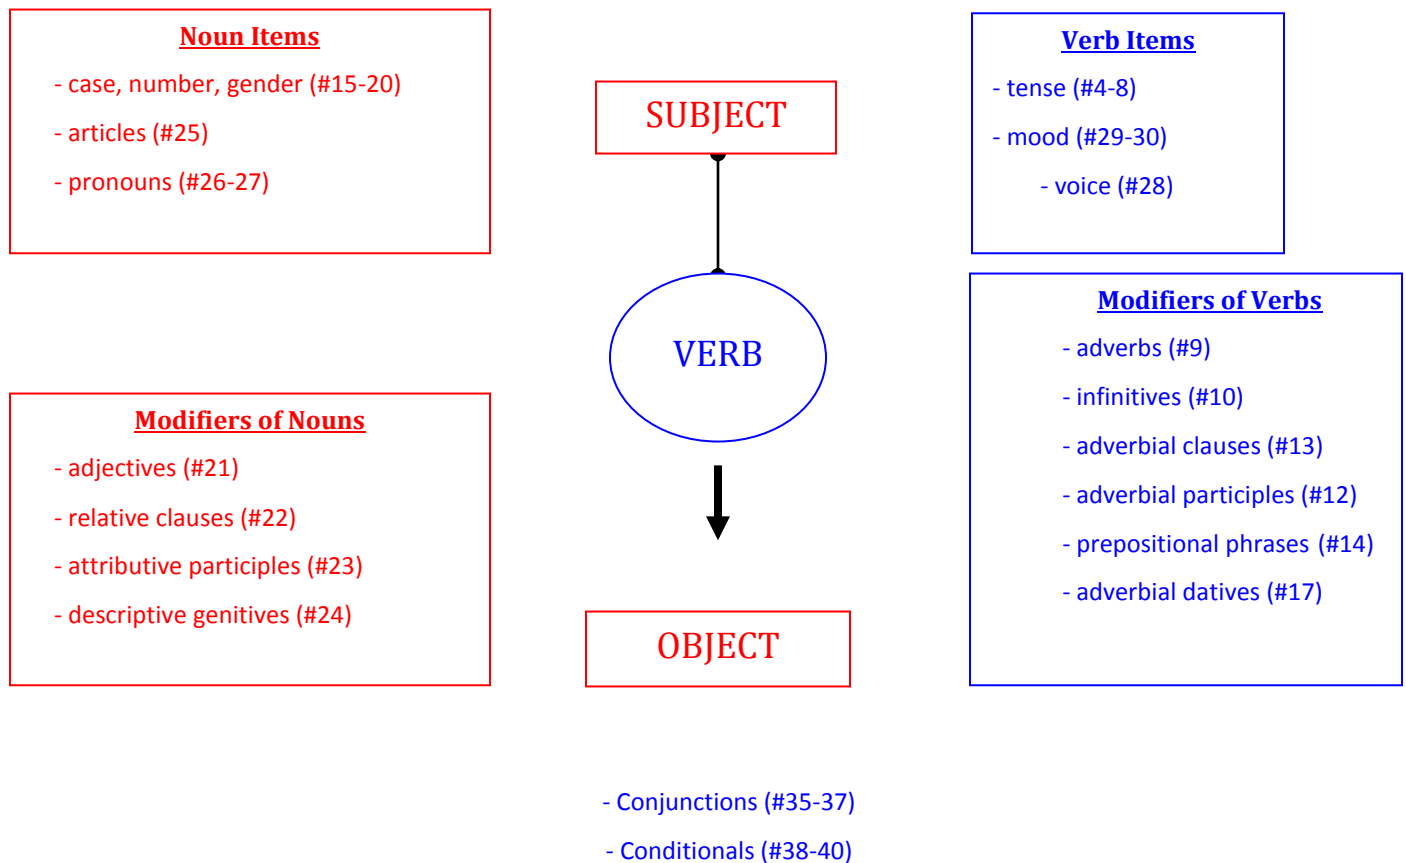 Noun Items
- case, number, gender (#15-20)
- articles (#25)
- pronouns (#26-27)
SUBJECT
Verb Items
- tense (#4-8)
- mood (#29-30)
- voice (#28)
VERB
Modifiers of Nouns
- adjectives (#21)
- relative clauses (#22)
- attributive participles (#23)
- descriptive genitives (#24)
Modifiers of Verbs
- adverbs (#9)
- infinitives (#10)
- adverbial clauses (#13)
- adverbial participles (#12)
- prepositional phrases (#14)
- adverbial datives (#17)
OBJECT
- Conjunctions (#35-37)
- Conditionals (#38-40)